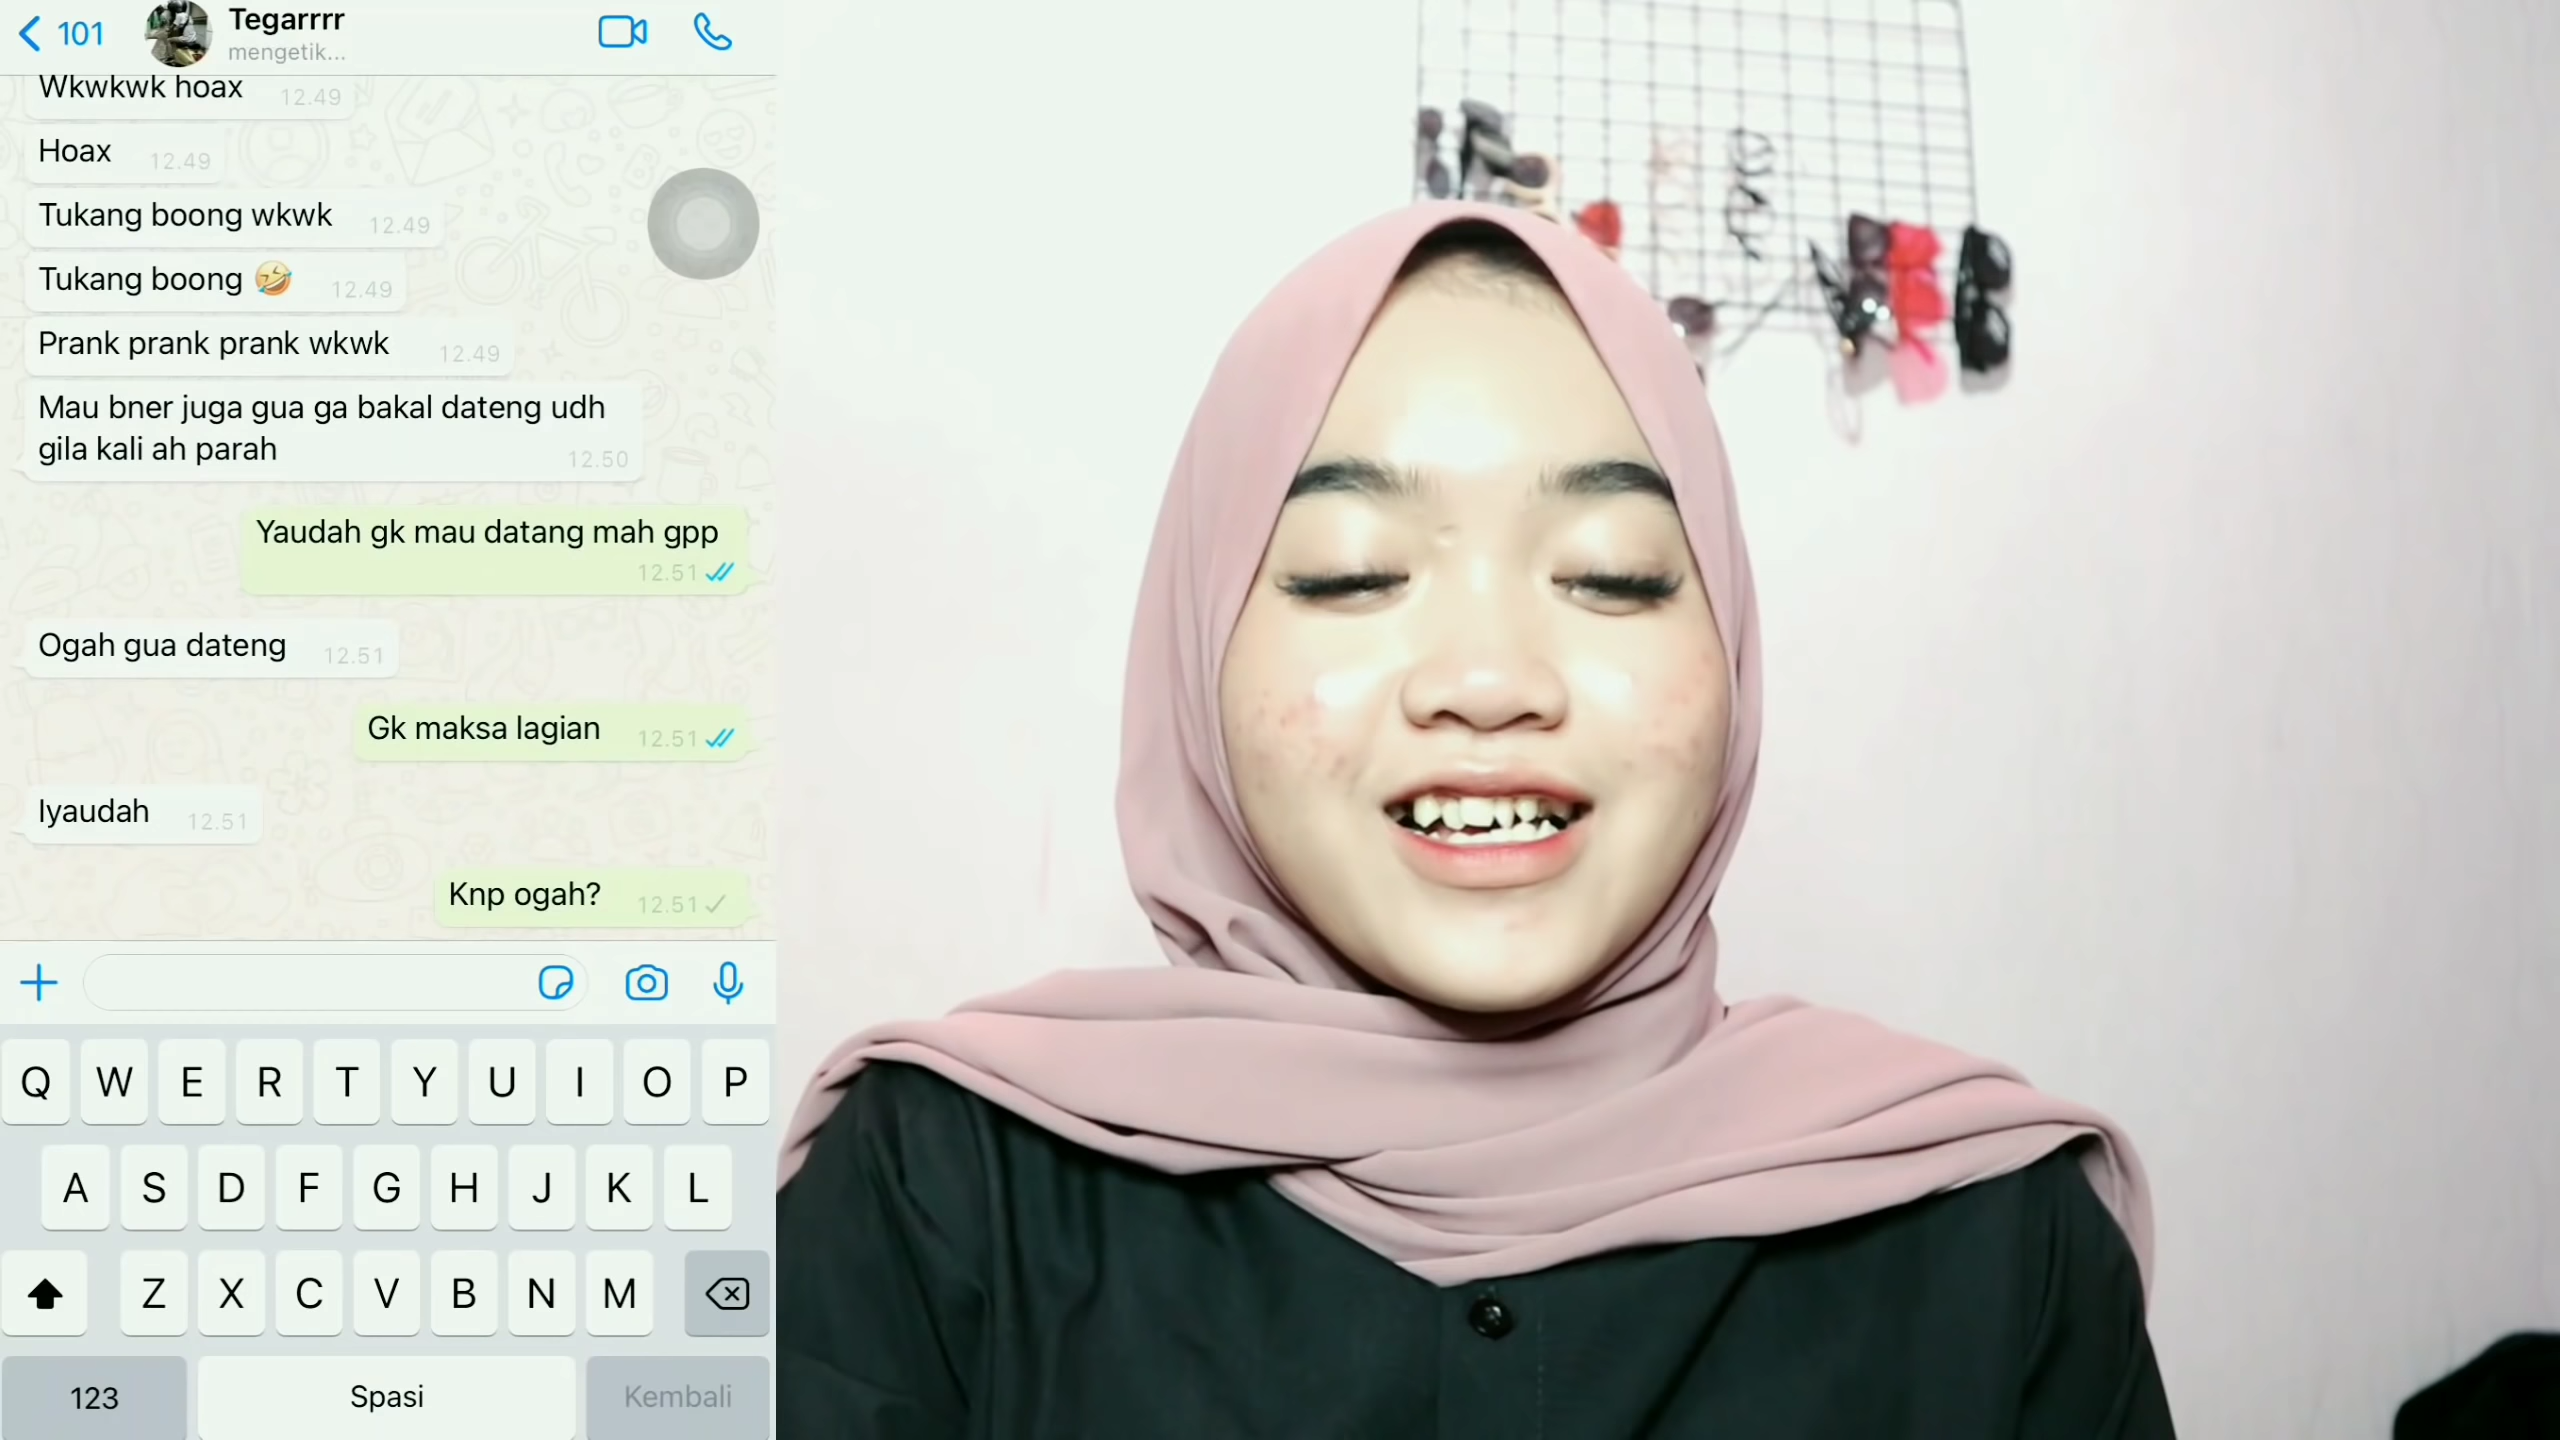 101
Tegarrrr
mengetik...
Wkwkwk hoax 12.49
Hoax 12.49
Tukang boong wkwk 12.49
Tukang boong 🤣 12.49
Prank prank prank wkwk 12.49
Mau bner juga gua ga bakal dateng udh
gila kali ah parah 12.50
Yaudah gk mau datang mah gpp
12.51
Ogah gua dateng 12.51
Gk maksa lagian 12.51
Iyaudah 12.51
Knp ogah? 12.51
Q W E R T Y U I O P
A S D F G H J K L
Z X C V B N M
123 Spasi Kembali